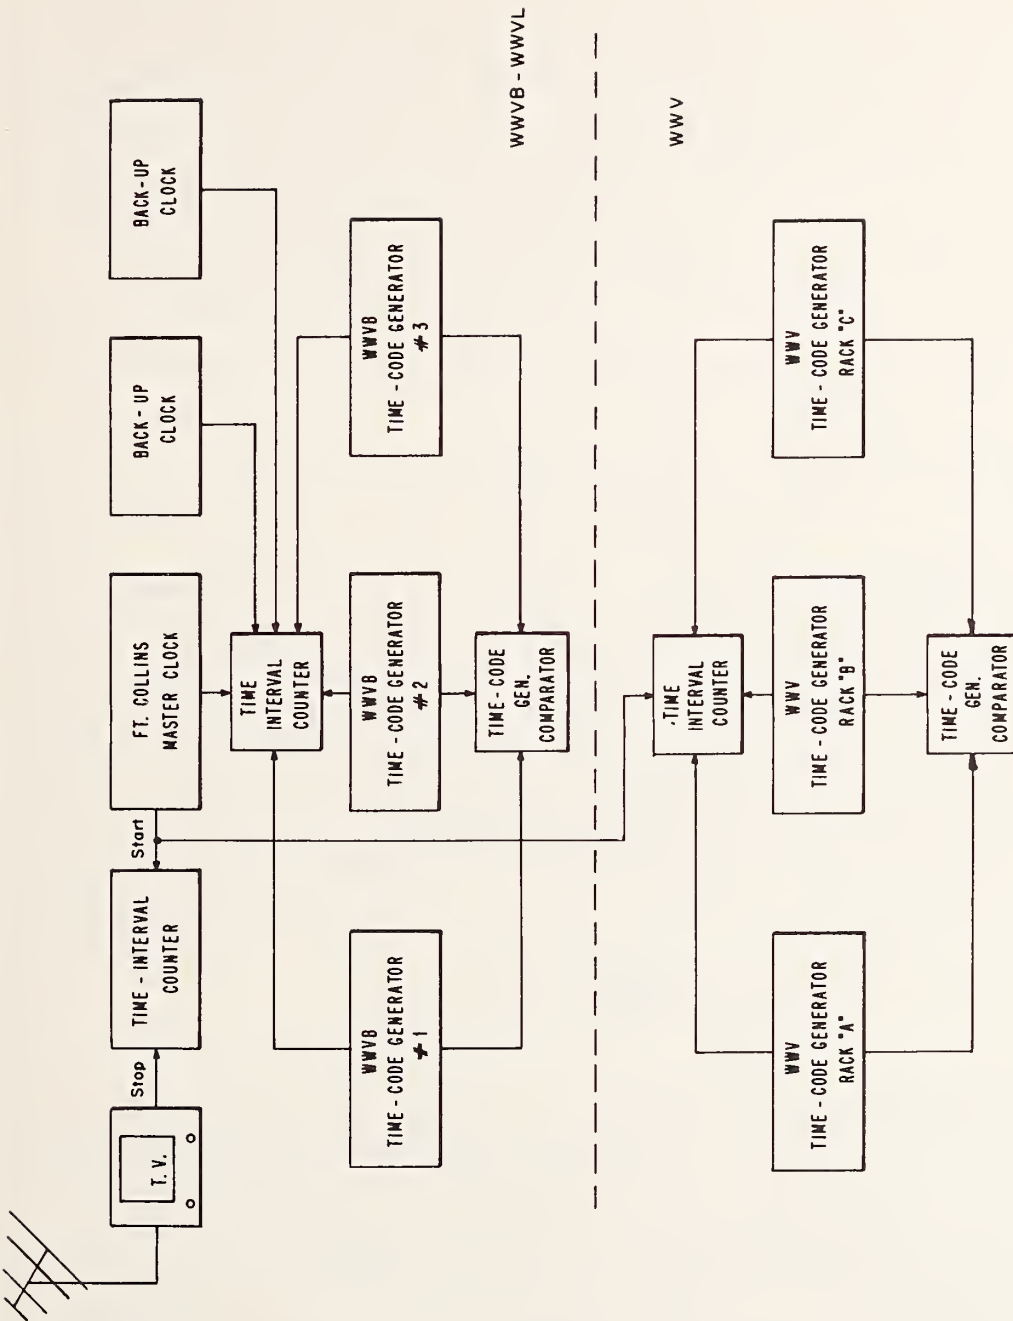 T. V.
Stop
TIME - INTERVAL
COUNTER
Start
FT. COLLINS
MASTER CLOCK
BACK - UP
CLOCK
BACK - UP
CLOCK
TIME
INTERVAL
COUNTER
WWVB
TIME - CODE GENERATOR
#1
WWVB
TIME - CODE GENERATOR
#2
WWVB
TIME - CODE GENERATOR
#3
TIME - CODE
GEN.
COMPARATOR
WWVB - WWVL
WWV
TIME
INTERVAL
COUNTER
WWV
TIME - CODE GENERATOR
RACK "A"
WWV
TIME - CODE GENERATOR
RACK "B"
WWV
TIME - CODE GENERATOR
RACK "C"
TIME - CODE
GEN.
COMPARATOR